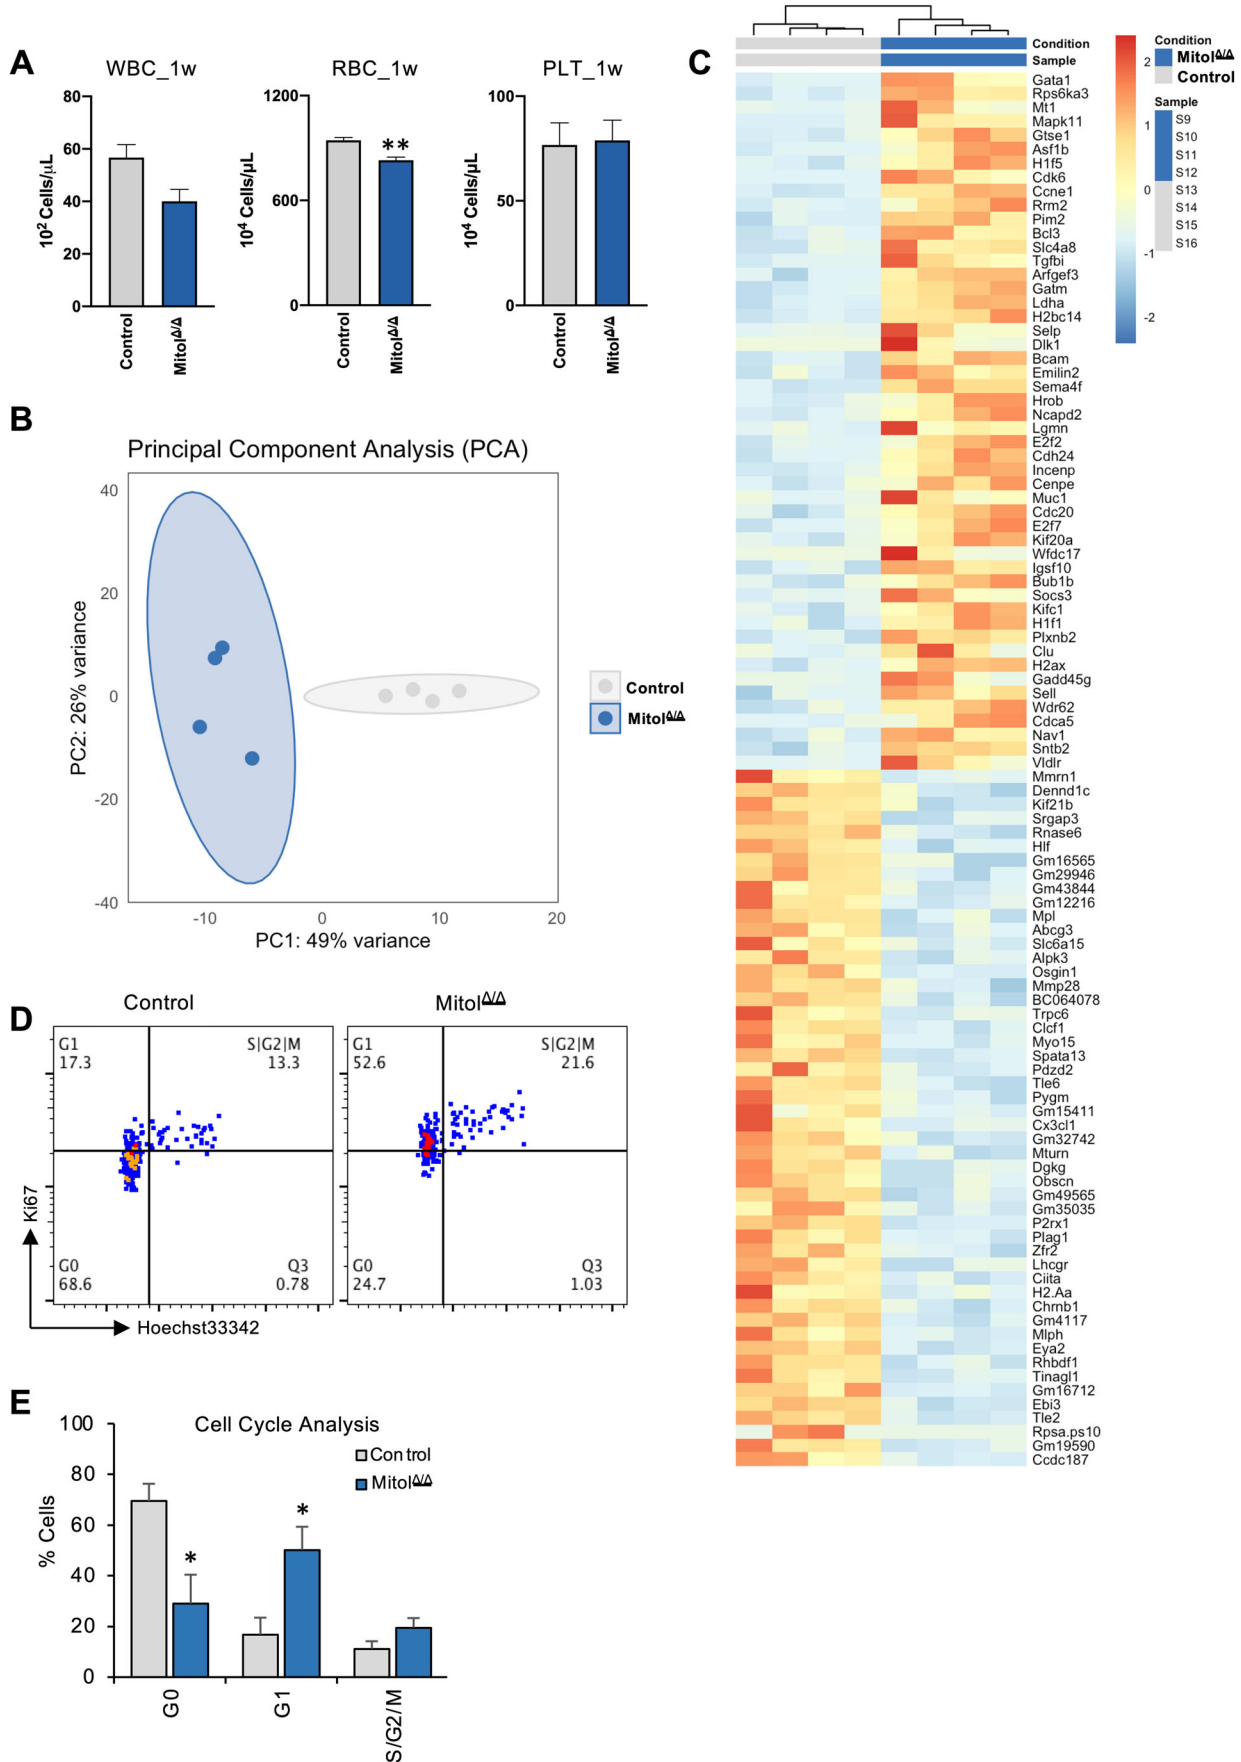 A
WBC_1w
10² Cells/μL
80
60
40
20
0
Control
MitolΔ/Δ
RBC_1w
10⁴ Cells/μL
1200
600
0
**
Control
MitolΔ/Δ
PLT_1w
10⁴ Cells/μL
100
50
0
Control
MitolΔ/Δ
B
Principal Component Analysis (PCA)
PC2: 26% variance
40
20
0
-20
-40
-10
0
10
20
PC1: 49% variance
Control
MitolΔ/Δ
C
Condition
Sample
Gata1
Rps6ka3
Mt1
Mapk11
Gtse1
Asf1b
H1f5
Cdk6
Ccne1
Rrm2
Pim2
Bcl3
Slc4a8
Tgfbi
Arfgef3
Gatm
Ldha
H2bc14
Selp
Dlk1
Bcam
Emilin2
Sema4f
Hrob
Ncapd2
Lgmn
E2f2
Cdh24
Incenp
Cenpe
Muc1
Cdc20
E2f7
Kif20a
Wfdc17
Igsf10
Bub1b
Socs3
Kifc1
H1f1
Plxnb2
Clu
H2ax
Gadd45g
Sell
Wdr62
Cdca5
Nav1
Sntb2
Vldlr
Mmrn1
Dennd1c
Kif21b
Srgap3
Rnase6
Hlf
Gm16565
Gm29946
Gm43844
Gm12216
Mpl
Abcg3
Slc6a15
Alpk3
Osgin1
Mmp28
BC064078
Trpc6
Clcf1
Myo15
Spata13
Pdzd2
Tle6
Pygm
Gm15411
Cx3cl1
Gm32742
Mturn
Dgkg
Obscn
Gm49565
Gm35035
P2rx1
Plag1
Zfr2
Lhcgr
Ciita
H2.Aa
Chrnb1
Gm4117
Mlph
Eya2
Rhbdf1
Tinagl1
Gm16712
Ebi3
Tle2
Rpsa.ps10
Gm19590
Ccdc187
2
1
0
-1
-2
Condition
MitolΔ/Δ
Control
Sample
S9
S10
S11
S12
S13
S14
S15
S16
D
Control
G1
17.3
S|G2|M
13.3
G0
68.6
Q3
0.78
MitolΔ/Δ
G1
52.6
S|G2|M
21.6
G0
24.7
Q3
1.03
Ki67
Hoechst33342
E
Cell Cycle Analysis
Control
MitolΔ/Δ
% Cells
100
80
60
40
20
0
*
*
G0
G1
S/G2/M